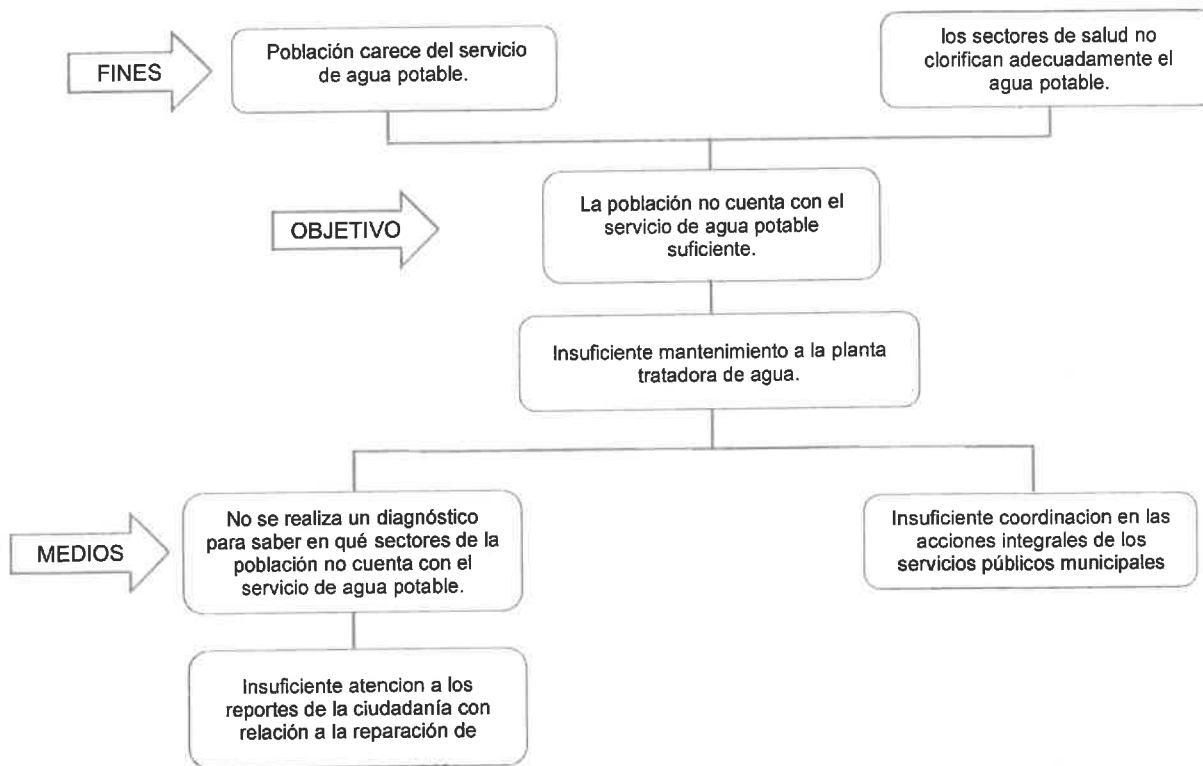 FINES
Población carece del servicio
de agua potable.
los sectores de salud no
clorifican adecuadamente el
agua potable.
OBJETIVO
La población no cuenta con el
servicio de agua potable
suficiente.
Insuficiente mantenimiento a la planta
tratadora de agua.
MEDIOS
No se realiza un diagnóstico
para saber en qué sectores de la
población no cuenta con el
servicio de agua potable.
Insuficiente coordinacion en las
acciones integrales de los
servicios públicos municipales
Insuficiente atencion a los
reportes de la ciudadanía con
relación a la reparación de